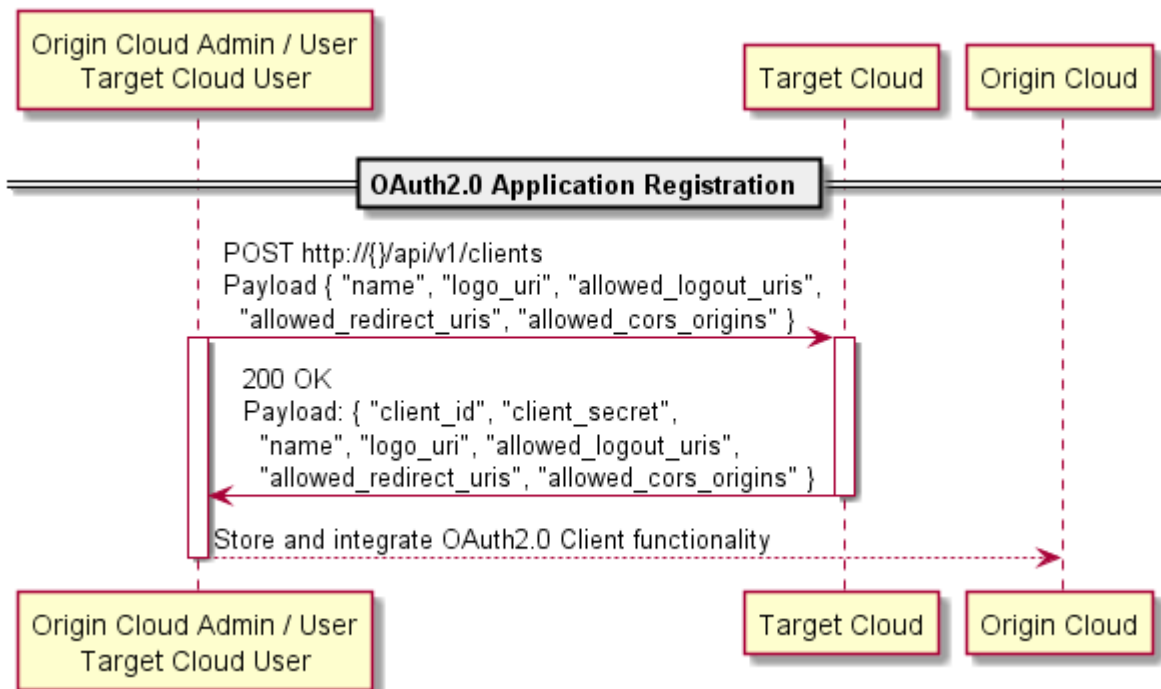 Origin Cloud Admin / User
Target Cloud User
Target Cloud
Origin Cloud
OAuth2.0 Application Registration
POST http://{}/api/v1/clients
Payload { "name", "logo_uri", "allowed_logout_uris",
"allowed_redirect_uris", "allowed_cors_origins" }
200 OK
Payload: { "client_id", "client_secret",
"name", "logo_uri", "allowed_logout_uris",
"allowed_redirect_uris", "allowed_cors_origins" }
Store and integrate OAuth2.0 Client functionality
Origin Cloud Admin / User
Target Cloud User
Target Cloud
Origin Cloud